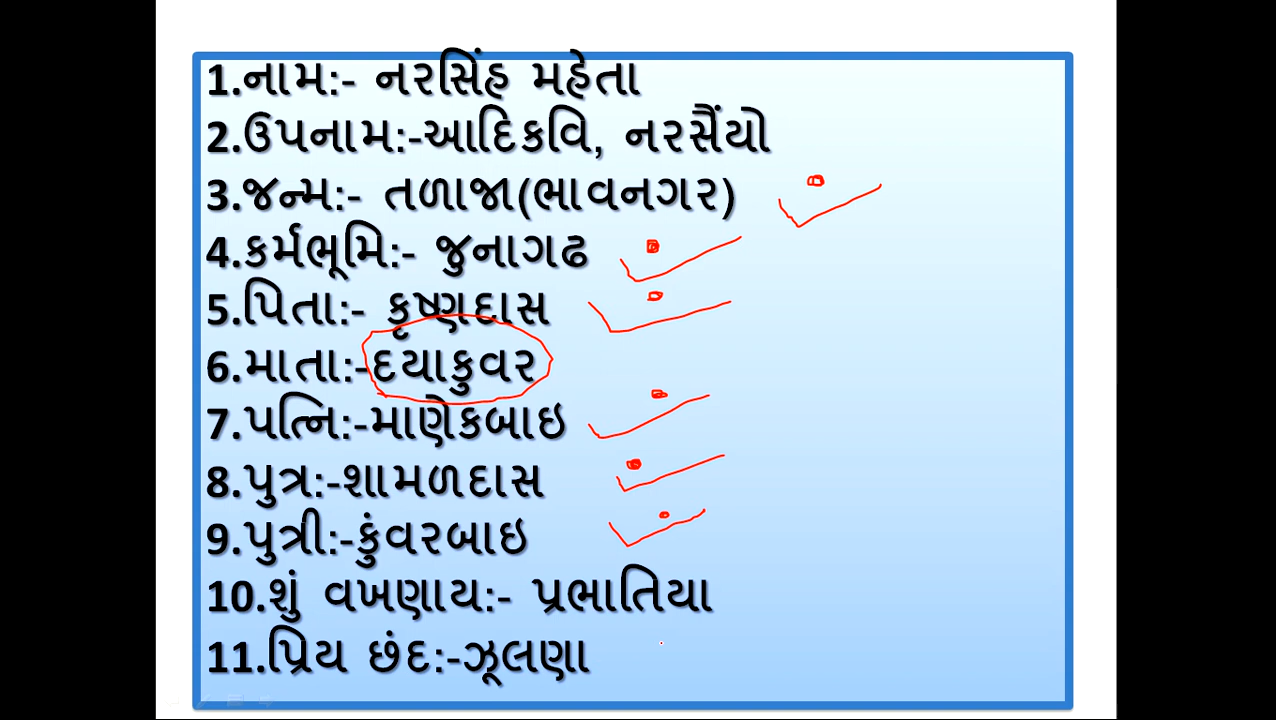 1.નામ:- નરસિંહ મહેતા
2.ઉપનામ:-આદિકવિ, નરસૈંયો
3.જન્મ:- તળાજા(ભાવનગર)
4.કર્મભૂમિ:- જુનાગઢ
5.પિતા:- કૃષ્ણદાસ
6.માતા:-દયાકુવર
7.પત્નિ:-માણેકબાઇ
8.પુત્ર:-શામળદાસ
9.પુત્રી:-કુંવરબાઇ
10.શું વખણાય:- પ્રભાતિયા
11.પ્રિય છંદ:-ઝૂલણા